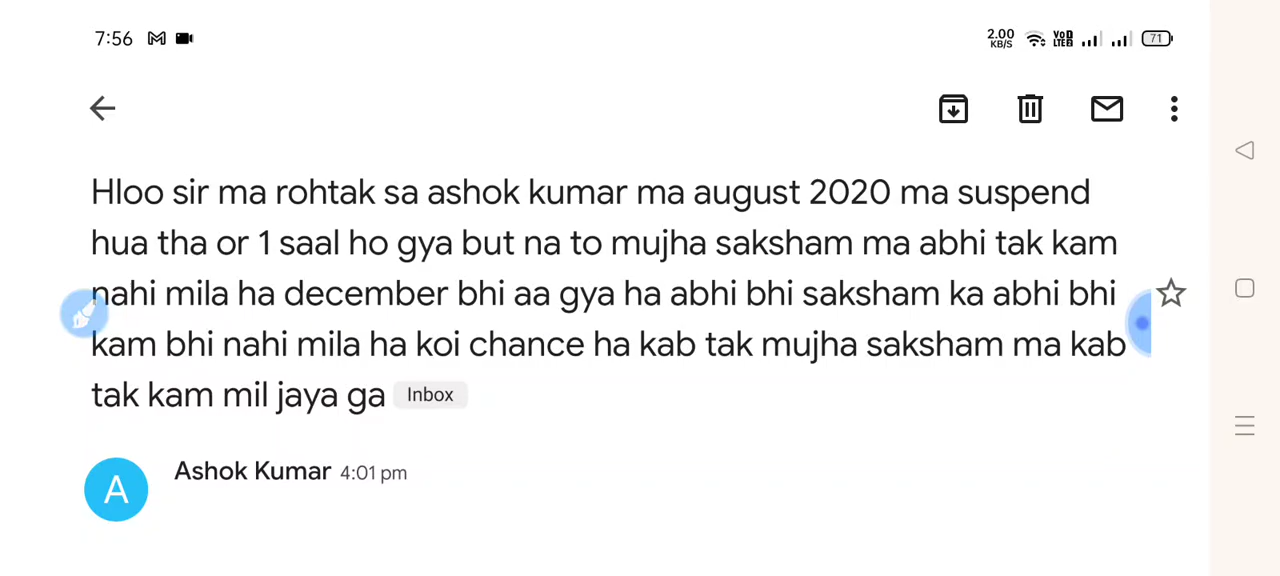 7:56 2.00 KB/S VoD LTE 71
Hloo sir ma rohtak sa ashok kumar ma august 2020 ma suspend
hua tha or 1 saal ho gya but na to mujha saksham ma abhi tak kam
nahi mila ha december bhi aa gya ha abhi bhi saksham ka abhi bhi
kam bhi nahi mila ha koi chance ha kab tak mujha saksham ma kab
tak kam mil jaya ga Inbox
A Ashok Kumar 4:01 pm